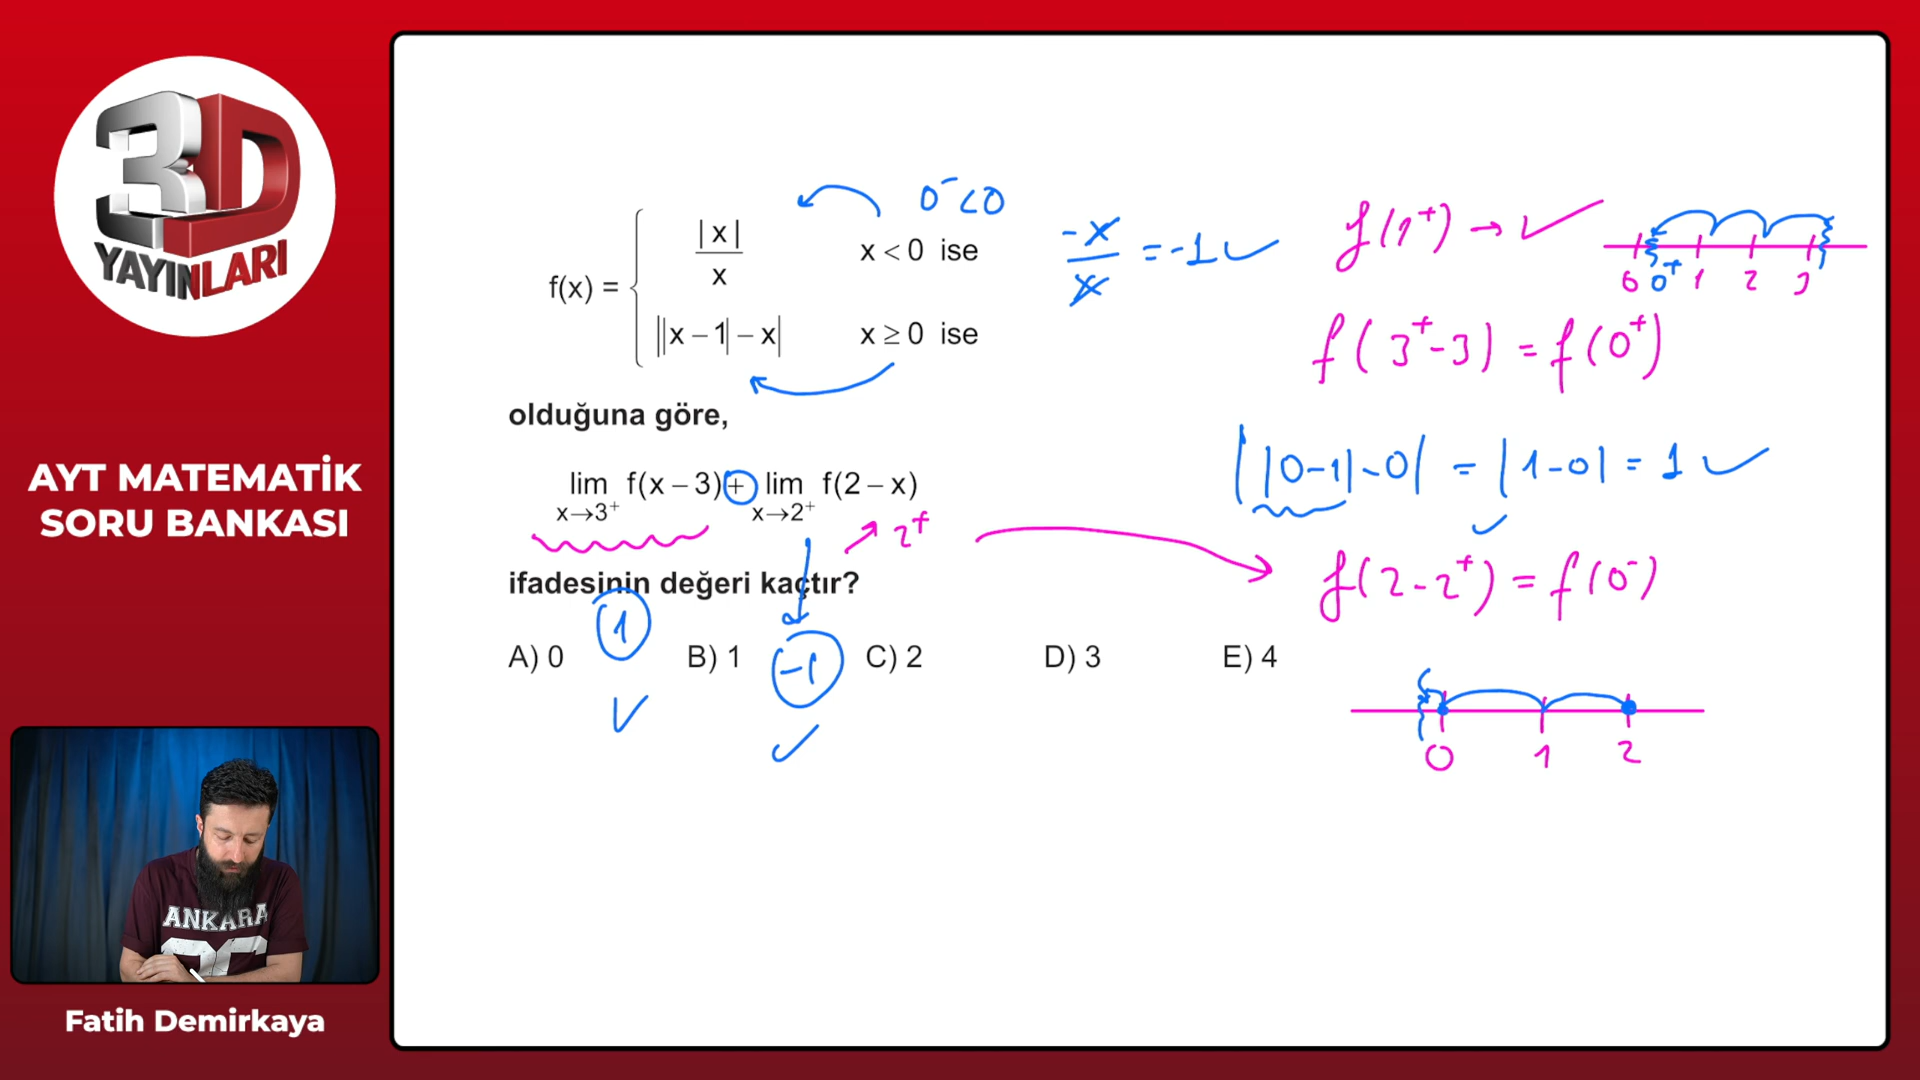 3D
YAYINLARI
AYT MATEMATİK
SORU BANKASI
ANKARA
Fatih Demirkaya
f(x) = { |x|/x x < 0 ise
||x – 1| – x| x ≥ 0 ise
olduğuna göre,
lim x→3⁺ f(x – 3) + lim x→2⁺ f(2 – x)
2⁺
ifadesinin değeri kaçtır?
1
-1
A) 0 B) 1 C) 2 D) 3 E) 4
0⁻<0
-x/x = -1
f(1⁺) →
0 0⁺ 1 2 3
f(3⁺-3) = f(0⁺)
||0-1|-0| = |1-0| = 1
f(2-2⁺) = f(0⁻)
0 1 2